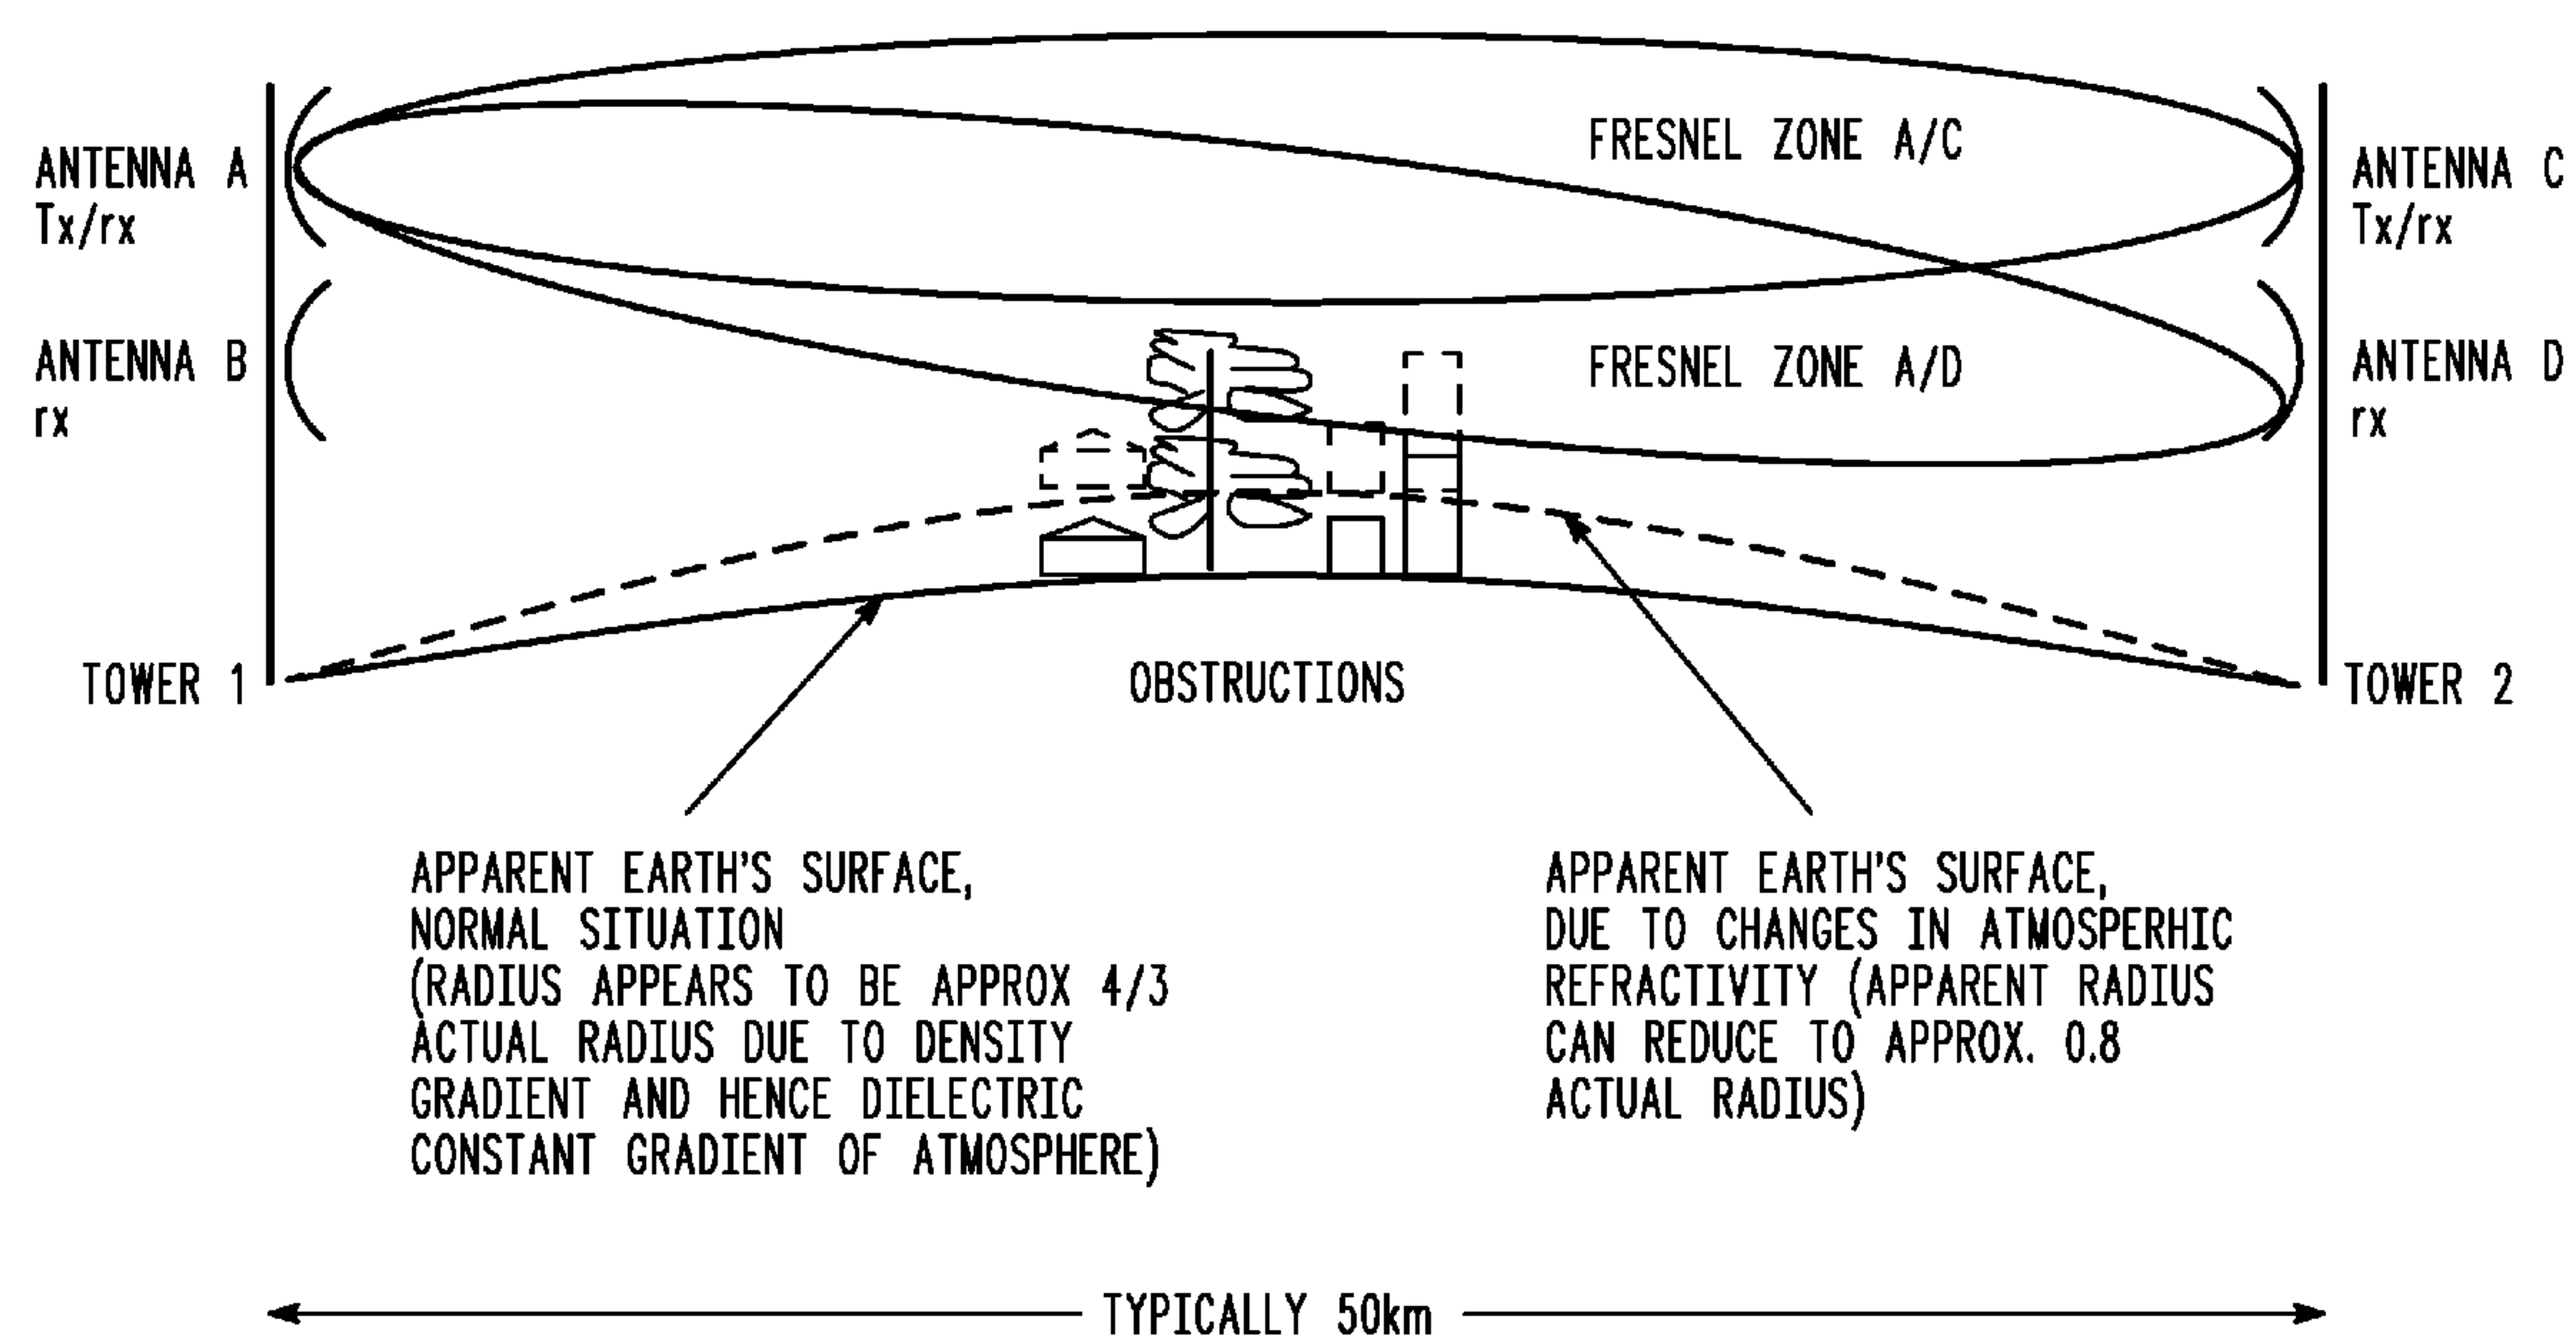 FRESNEL ZONE A/C
ANTENNA A
Tx/rx
ANTENNA C
Tx/rx
ANTENNA B
rx
FRESNEL ZONE A/D
ANTENNA D
rx
TOWER 1
OBSTRUCTIONS
TOWER 2
APPARENT EARTH'S SURFACE,
NORMAL SITUATION
(RADIUS APPEARS TO BE APPROX 4/3
ACTUAL RADIUS DUE TO DENSITY
GRADIENT AND HENCE DIELECTRIC
CONSTANT GRADIENT OF ATMOSPHERE)
APPARENT EARTH'S SURFACE,
DUE TO CHANGES IN ATMOSPERHIC
REFRACTIVITY (APPARENT RADIUS
CAN REDUCE TO APPROX. 0.8
ACTUAL RADIUS)
TYPICALLY 50km